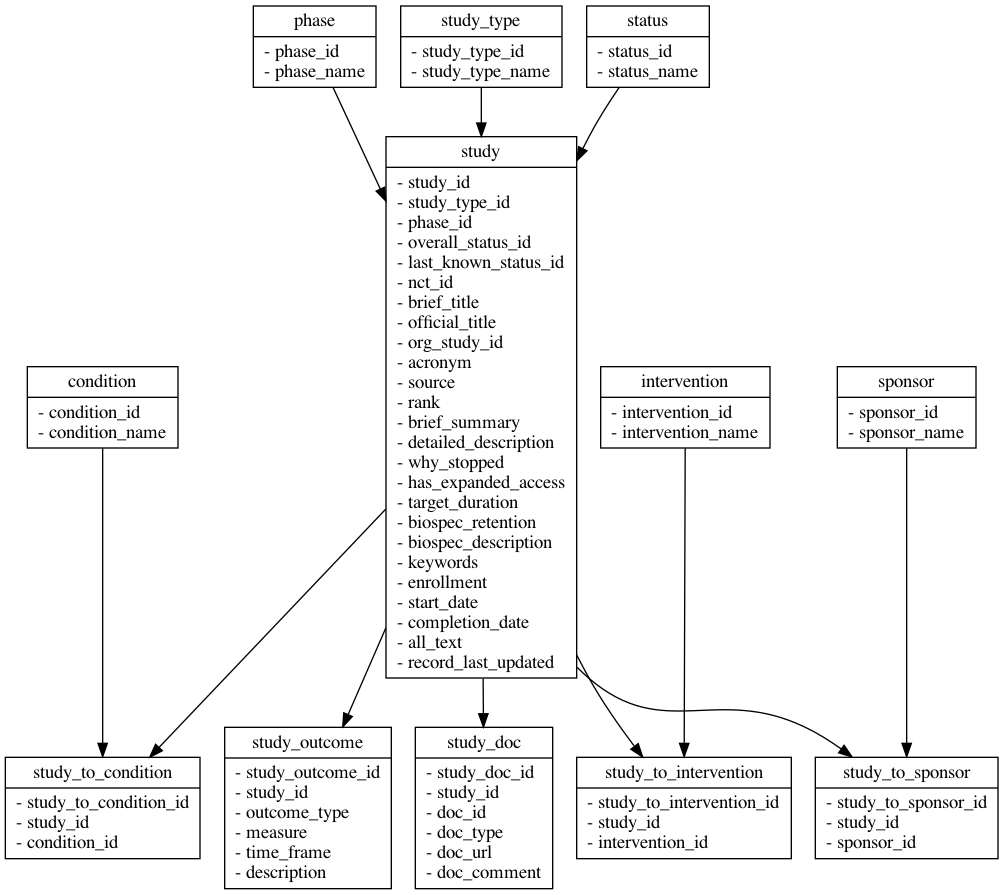 phase
- phase_id
- phase_name
study_type
- study_type_id
- study_type_name
status
- status_id
- status_name
study
- study_id
- study_type_id
- phase_id
- overall_status_id
- last_known_status_id
- nct_id
- brief_title
- official_title
- org_study_id
- acronym
- source
- rank
- brief_summary
- detailed_description
- why_stopped
- has_expanded_access
- target_duration
- biospec_retention
- biospec_description
- keywords
- enrollment
- start_date
- completion_date
- all_text
- record_last_updated
condition
- condition_id
- condition_name
intervention
- intervention_id
- intervention_name
sponsor
- sponsor_id
- sponsor_name
study_to_condition
- study_to_condition_id
- study_id
- condition_id
study_outcome
- study_outcome_id
- study_id
- outcome_type
- measure
- time_frame
- description
study_doc
- study_doc_id
- study_id
- doc_id
- doc_type
- doc_url
- doc_comment
study_to_intervention
- study_to_intervention_id
- study_id
- intervention_id
study_to_sponsor
- study_to_sponsor_id
- study_id
- sponsor_id